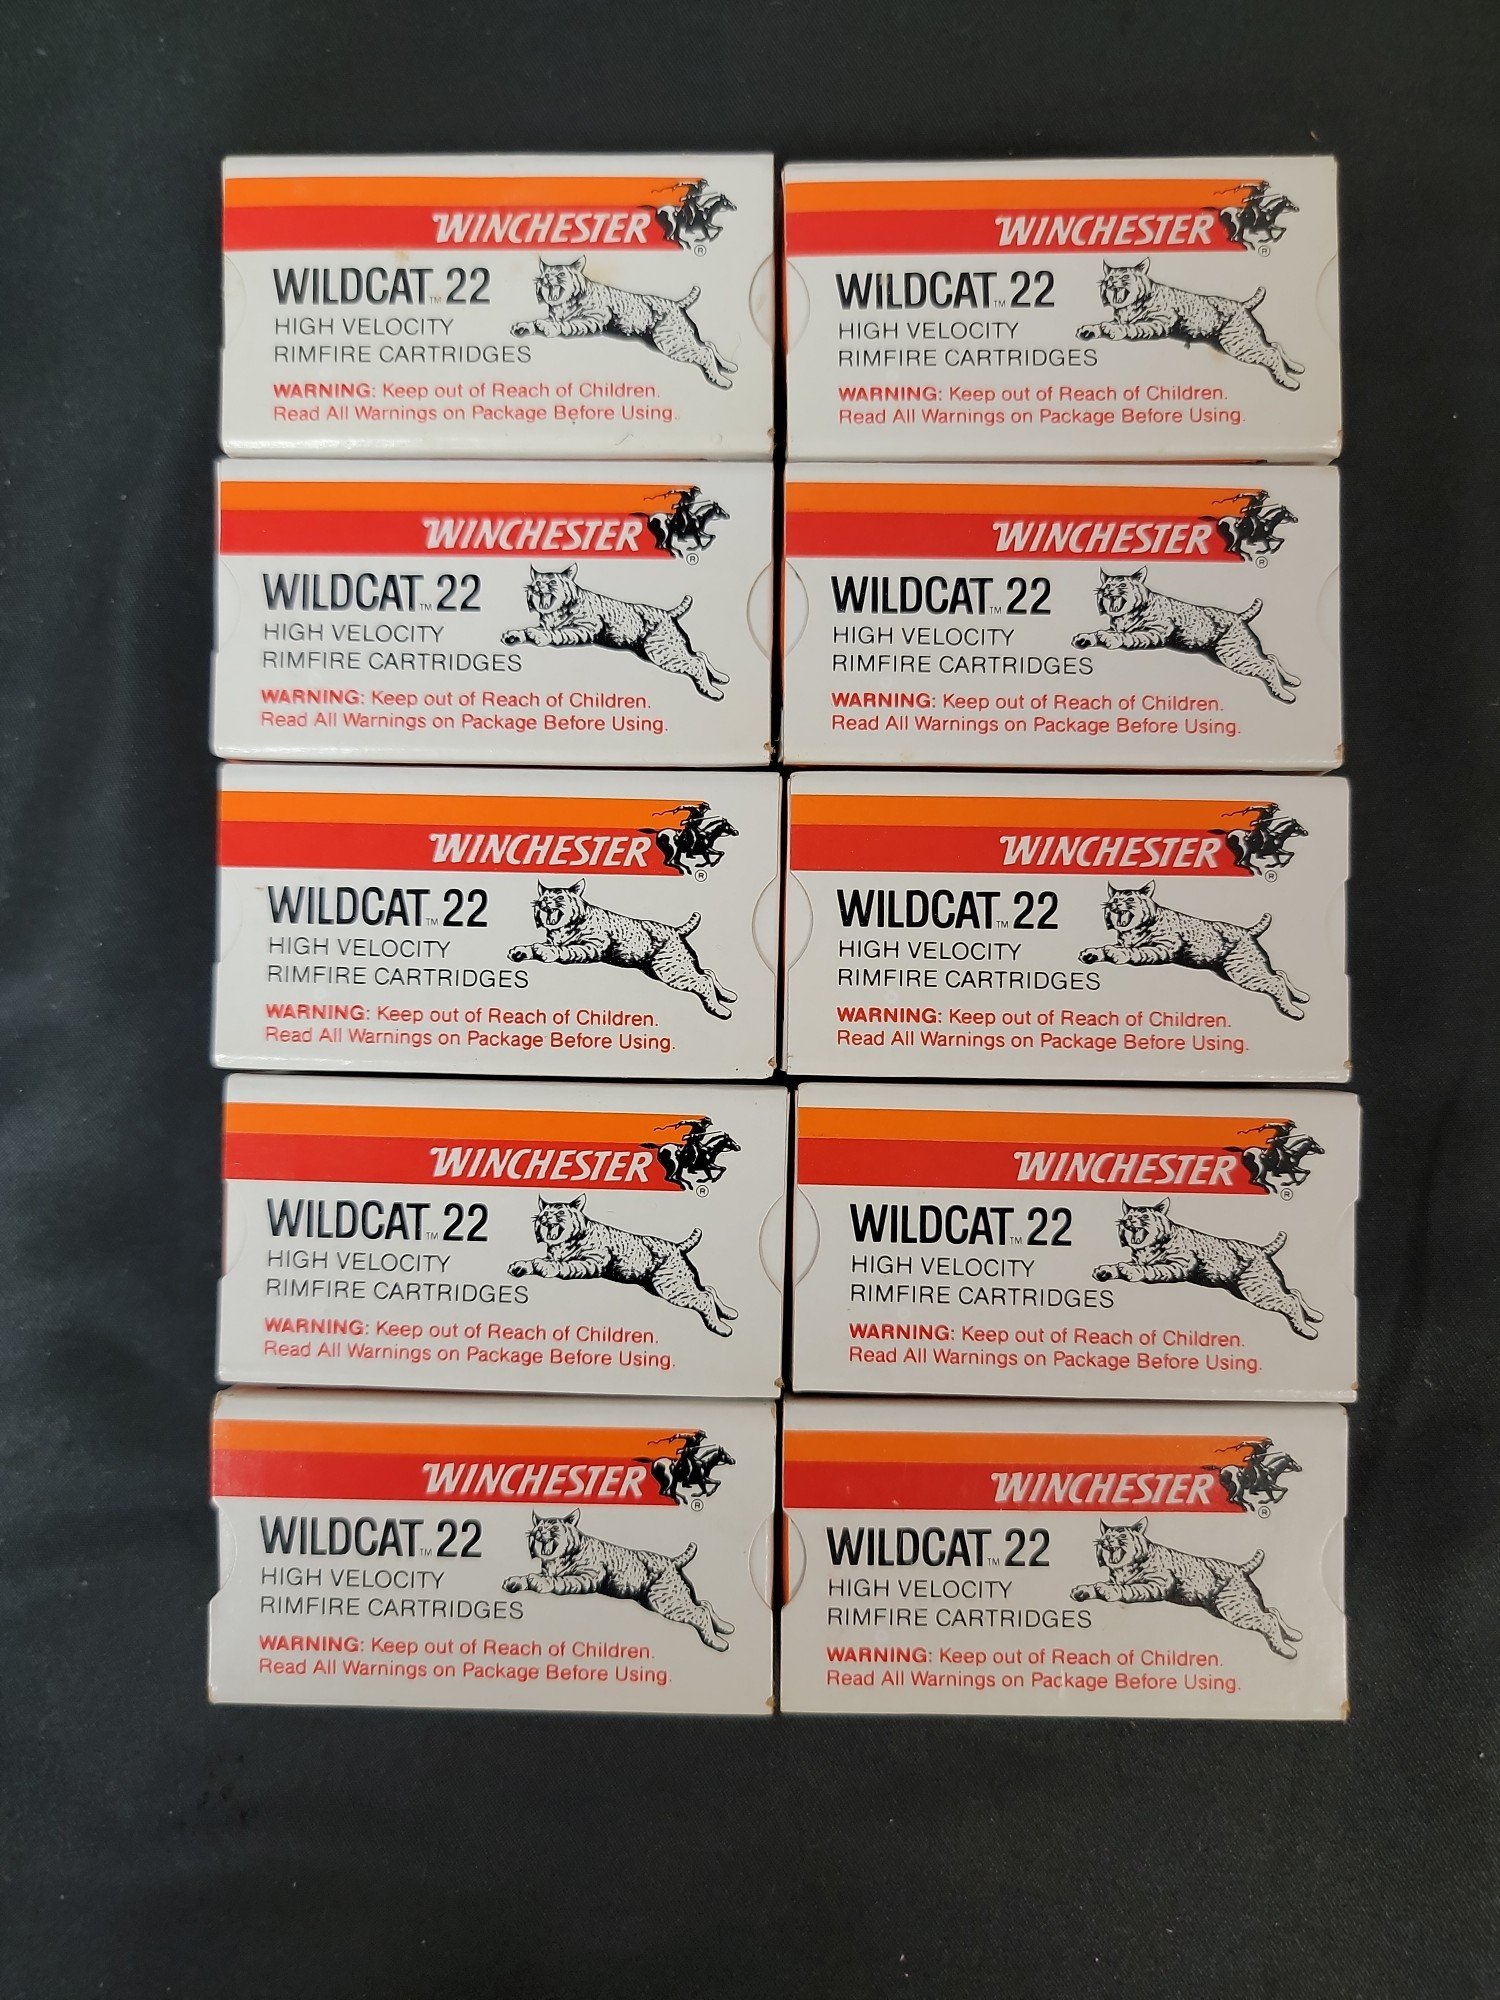 WINCHESTER
®
WILDCAT™ 22
HIGH VELOCITY
RIMFIRE CARTRIDGES
WARNING: Keep out of Reach of Children.
Read All Warnings on Package Before Using.
WINCHESTER
®
WILDCAT™ 22
HIGH VELOCITY
RIMFIRE CARTRIDGES
WARNING: Keep out of Reach of Children.
Read All Warnings on Package Before Using.
WINCHESTER
®
WILDCAT™ 22
HIGH VELOCITY
RIMFIRE CARTRIDGES
WARNING: Keep out of Reach of Children.
Read All Warnings on Package Before Using.
WINCHESTER
®
WILDCAT™ 22
HIGH VELOCITY
RIMFIRE CARTRIDGES
WARNING: Keep out of Reach of Children.
Read All Warnings on Package Before Using.
WINCHESTER
®
WILDCAT™ 22
HIGH VELOCITY
RIMFIRE CARTRIDGES
WARNING: Keep out of Reach of Children.
Read All Warnings on Package Before Using.
WINCHESTER
®
WILDCAT™ 22
HIGH VELOCITY
RIMFIRE CARTRIDGES
WARNING: Keep out of Reach of Children.
Read All Warnings on Package Before Using.
WINCHESTER
®
WILDCAT™ 22
HIGH VELOCITY
RIMFIRE CARTRIDGES
WARNING: Keep out of Reach of Children.
Read All Warnings on Package Before Using.
WINCHESTER
®
WILDCAT™ 22
HIGH VELOCITY
RIMFIRE CARTRIDGES
WARNING: Keep out of Reach of Children.
Read All Warnings on Package Before Using.
WINCHESTER
®
WILDCAT™ 22
HIGH VELOCITY
RIMFIRE CARTRIDGES
WARNING: Keep out of Reach of Children.
Read All Warnings on Package Before Using.
WINCHESTER
®
WILDCAT™ 22
HIGH VELOCITY
RIMFIRE CARTRIDGES
WARNING: Keep out of Reach of Children.
Read All Warnings on Package Before Using.